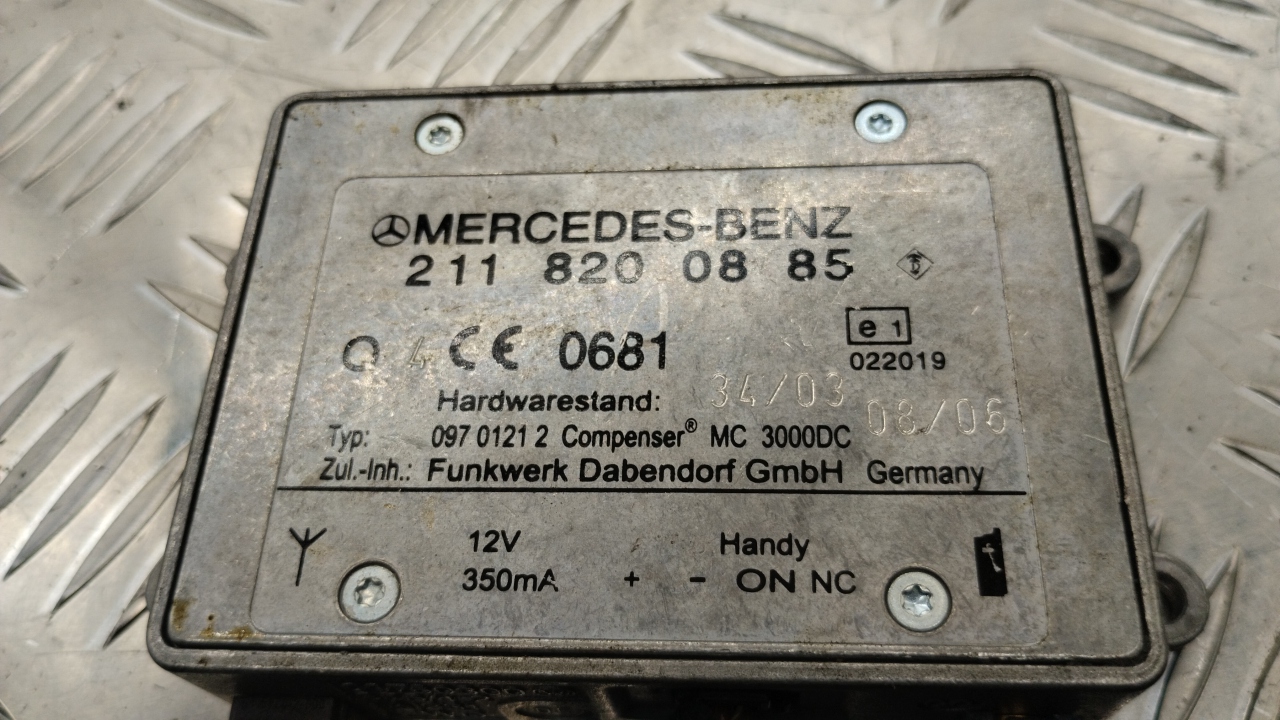 MERCEDES-BENZ
211 820 08 85
Q 4 CE 0681 e 1
022019
Hardwarestand: 34/03 08/06
Typ: 097 0121 2 Compenser® MC 3000DC
Zul.-Inh.: Funkwerk Dabendorf GmbH Germany
12V Handy
350mA + - ON NC